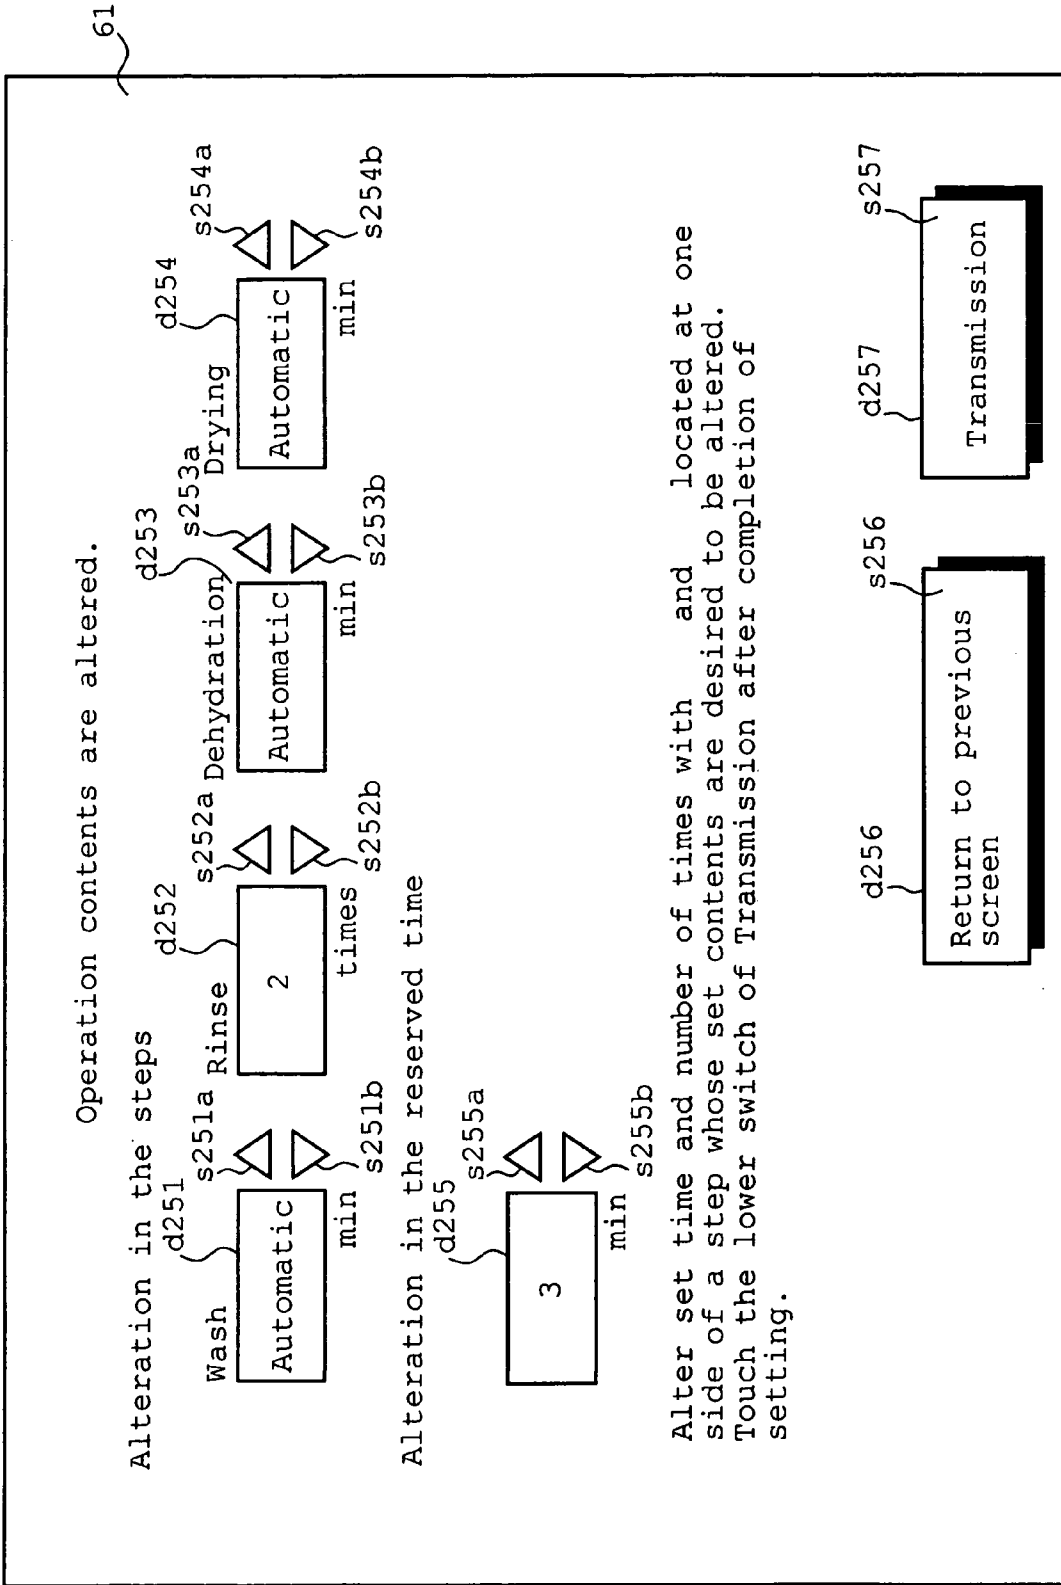 61
Operation contents are altered.
Alteration in the steps
d251 s251a d252 s252a d253 s253a d254 s254a
Wash Rinse Dehydration Drying
Automatic 2 Automatic Automatic
min times min min
s251b s252b s253b s254b
Alteration in the reserved time
d255 s255a
3
min
s255b
Alter set time and number of times with and located at one
side of a step whose set contents are desired to be altered.
Touch the lower switch of Transmission after completion of
setting.
d256 s256 d257 s257
Return to previous
screen
Transmission